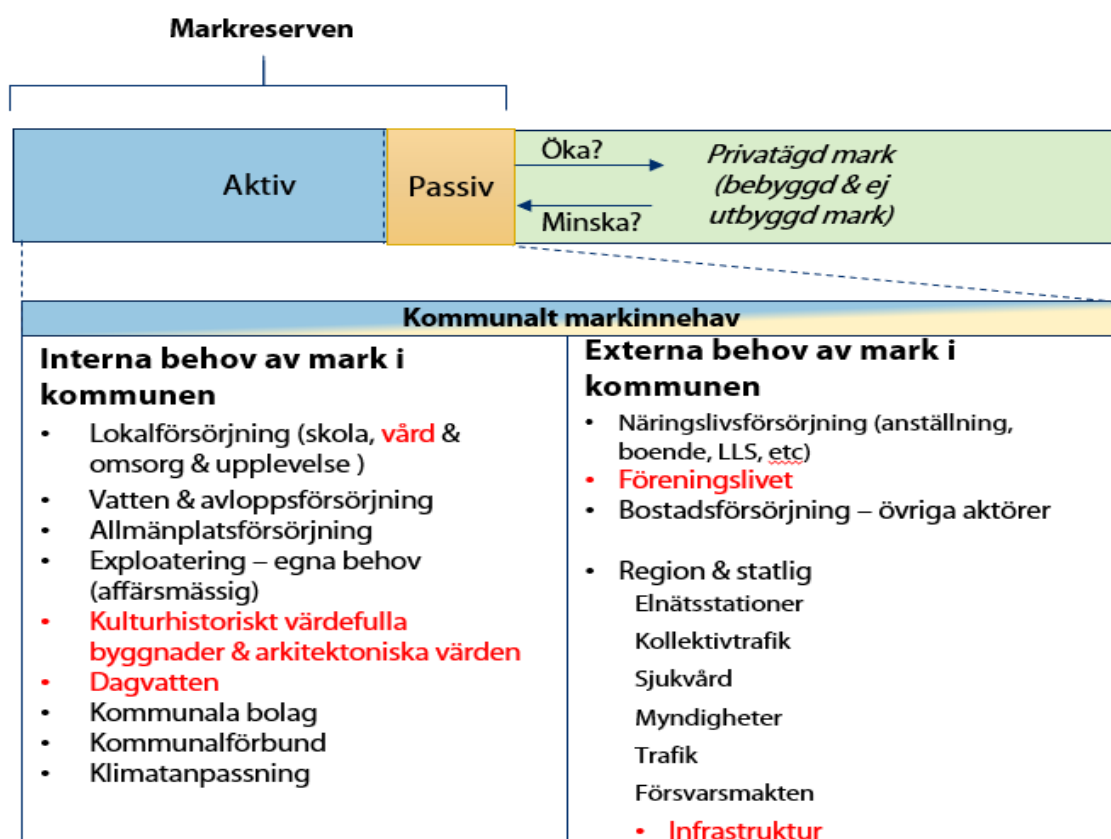 Markreserven
Aktiv
Passiv
Öka?
Minska?
Privatägd mark
(bebyggd & ej
utbyggd mark)
Kommunalt markinnehav
Interna behov av mark i
kommunen
• Lokalförsörjning (skola, vård &
omsorg & upplevelse )
• Vatten & avloppsförsörjning
• Allmänplatsförsörjning
• Exploatering – egna behov
(affärsmässig)
• Kulturhistoriskt värdefulla
byggnader & arkitektoniska värden
• Dagvatten
• Kommunala bolag
• Kommunalförbund
• Klimatanpassning
Externa behov av mark i
kommunen
• Näringslivsförsörjning (anställning,
boende, LLS, etc)
• Föreningslivet
• Bostadsförsörjning – övriga aktörer
• Region & statlig
Elnätsstationer
Kollektivtrafik
Sjukvård
Myndigheter
Trafik
Försvarsmakten
• Infrastruktur